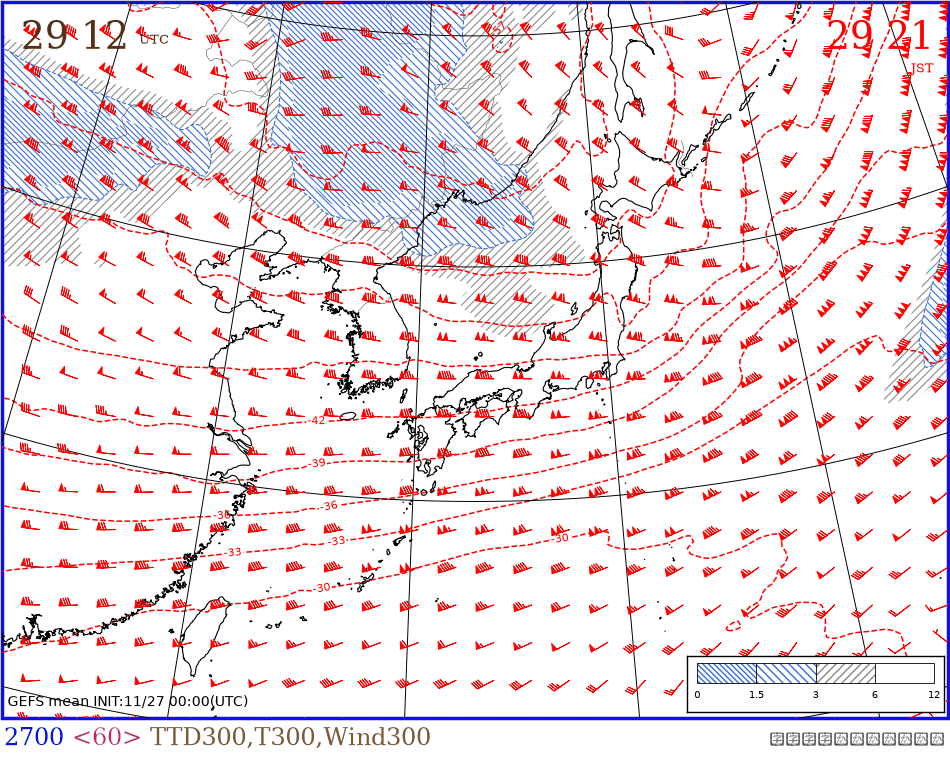 29 12 UTC
29 21 JST
-42
-39
-36
-36
-33
-33
-30
-30
0 1.5 3 6 12
GEFS mean INIT:11/27 00:00(UTC)
2700 <60> TTD300,T300,Wind300